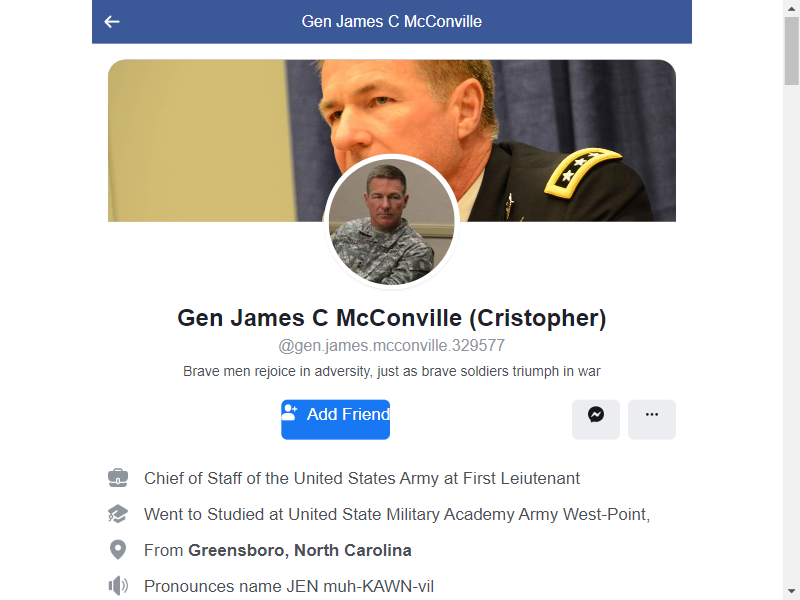 Gen James C McConville
Gen James C McConville (Cristopher)
@gen.james.mcconville.329577
Brave men rejoice in adversity, just as brave soldiers triumph in war
Add Friend
Chief of Staff of the United States Army at First Leiutenant
Went to Studied at United State Military Academy Army West-Point,
From Greensboro, North Carolina
Pronounces name JEN muh-KAWN-vil